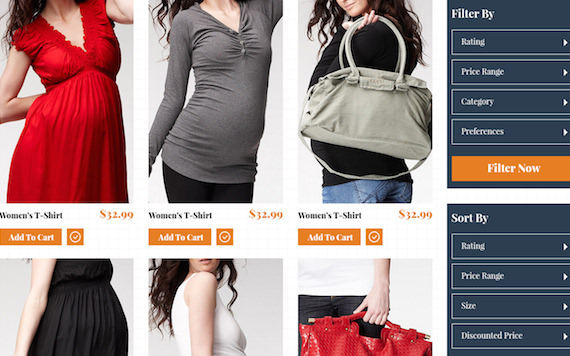 Women's T-Shirt
$32.99
Add To Cart
Women's T-Shirt
$32.99
Add To Cart
Women's T-Shirt
$32.99
Add To Cart
Filter By
Rating
Price Range
Category
Preferences
Filter Now
Sort By
Rating
Price Range
Size
Discounted Price